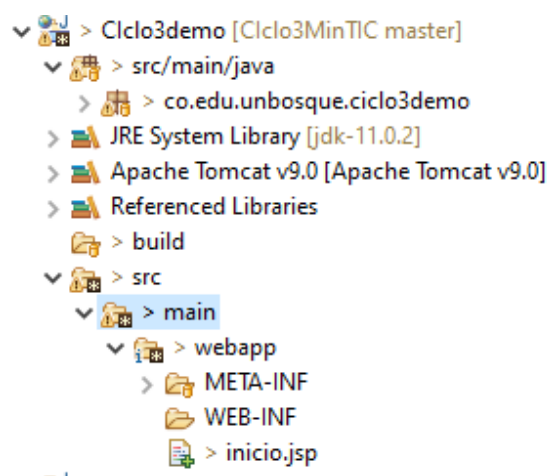 > CIclo3demo [CIclo3MinTIC master]
> src/main/java
> co.edu.unbosque.ciclo3demo
JRE System Library [jdk-11.0.2]
Apache Tomcat v9.0 [Apache Tomcat v9.0]
Referenced Libraries
> build
> src
> main
> webapp
META-INF
WEB-INF
> inicio.jsp